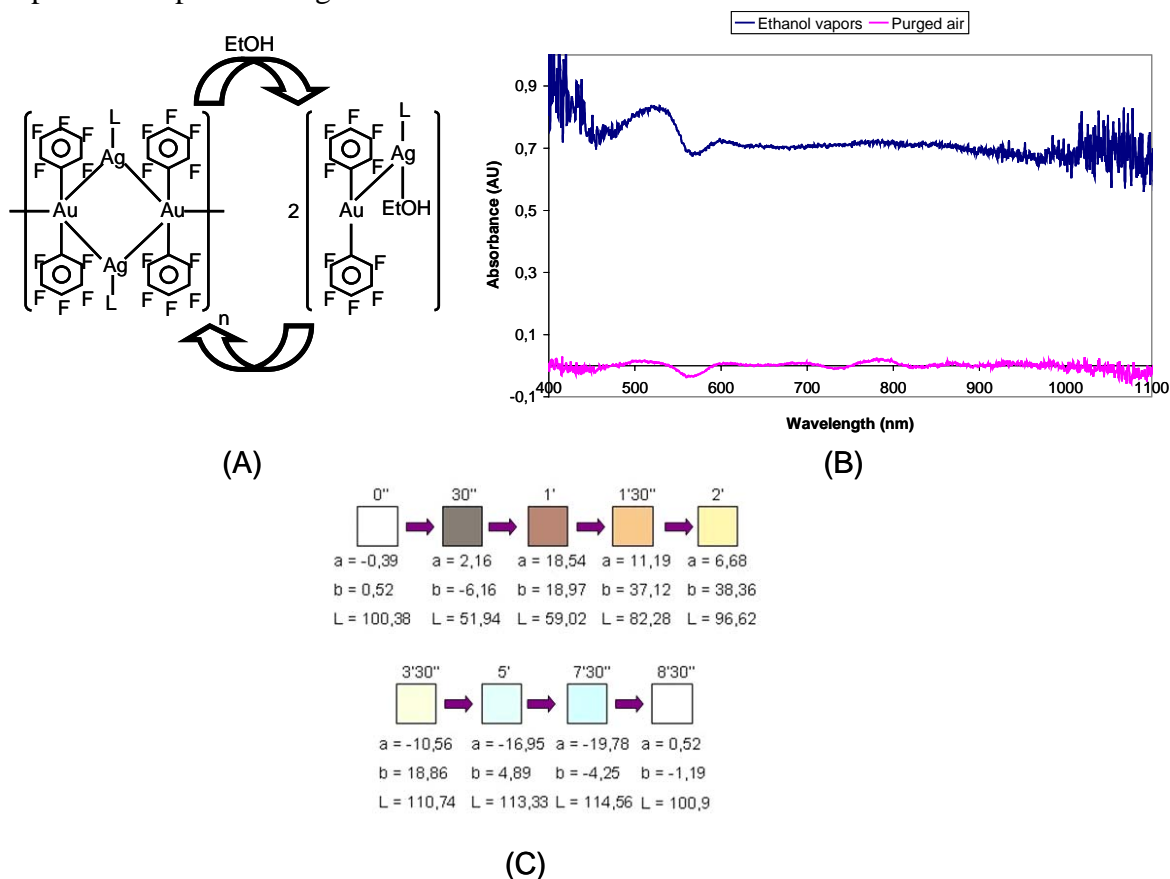 EtOH
L
L
F F F F F F F F F
F F Ag F F F F F Ag
Au Au 2 Au EtOH
F F Ag F F F F
F F F L F F F F F F
n
(A)
Ethanol vapors Purged air
Absorbance (AU)
0,9
0,7
0,5
0,3
0,1
-0,1
400 500 600 700 800 900 1000 1100
Wavelength (nm)
(B)
0" 30" 1' 1'30" 2'
a = -0,39 a = 2,16 a = 18,54 a = 11,19 a = 6,68
b = 0,52 b = -6,16 b = 18,97 b = 37,12 b = 38,36
L = 100,38 L = 51,94 L = 59,02 L = 82,28 L = 96,62
3'30" 5' 7'30" 8'30"
a = -10,56 a = -16,95 a = -19,78 a = 0,52
b = 18,86 b = 4,89 b = -4,25 b = -1,19
L = 110,74 L = 113,33 L = 114,56 L = 100,9
(C)